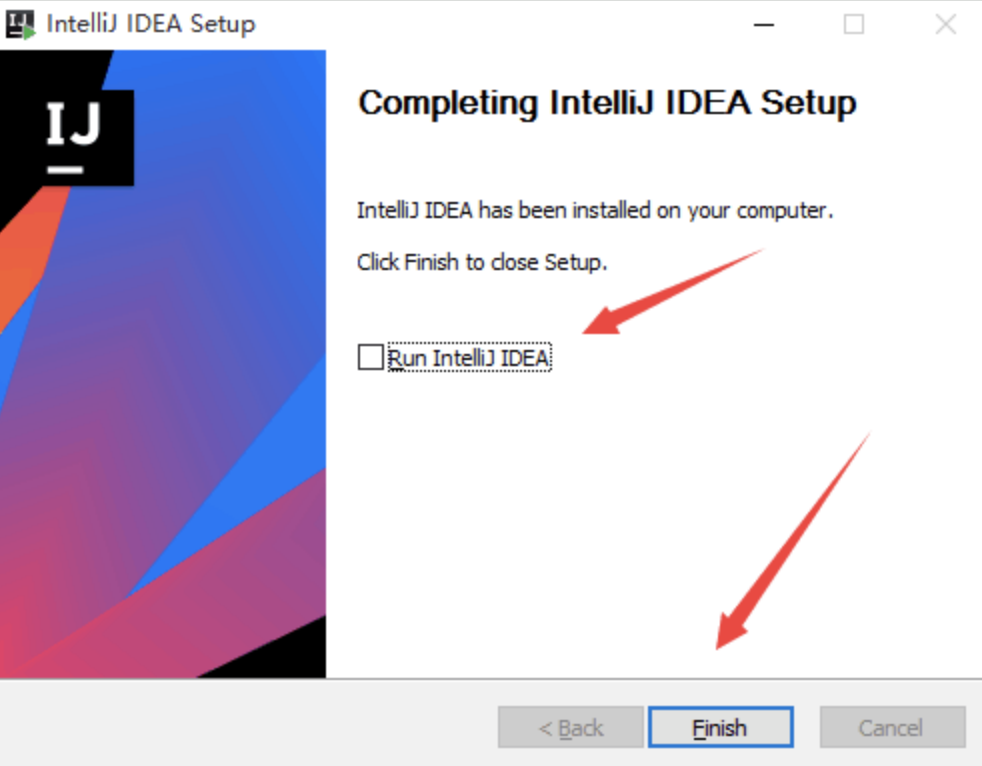 IntelliJ IDEA Setup
IJ
Completing IntelliJ IDEA Setup
IntelliJ IDEA has been installed on your computer.
Click Finish to close Setup.
Run IntelliJ IDEA
< Back
Finish
Cancel